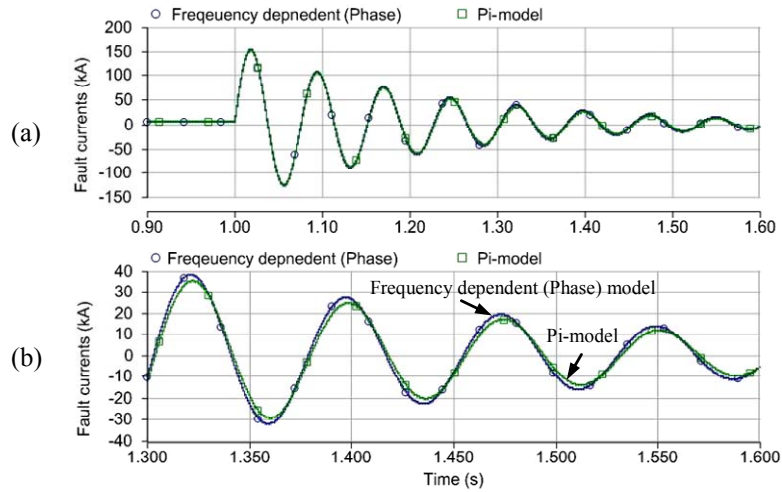 Freqeuency depnedent (Phase) Pi-model
200
150
100
50
0
-50
-100
-150
Fault currents (kA)
(a)
0.90 1.00 1.10 1.20 1.30 1.40 1.50 1.60
Freqeuency depnedent (Phase) Pi-model
40
30
20
10
0
-10
-20
-30
-40
Fault currents (kA)
(b)
Frequency dependent (Phase) model
Pi-model
1.300 1.350 1.400 1.450 1.500 1.550 1.600
Time (s)